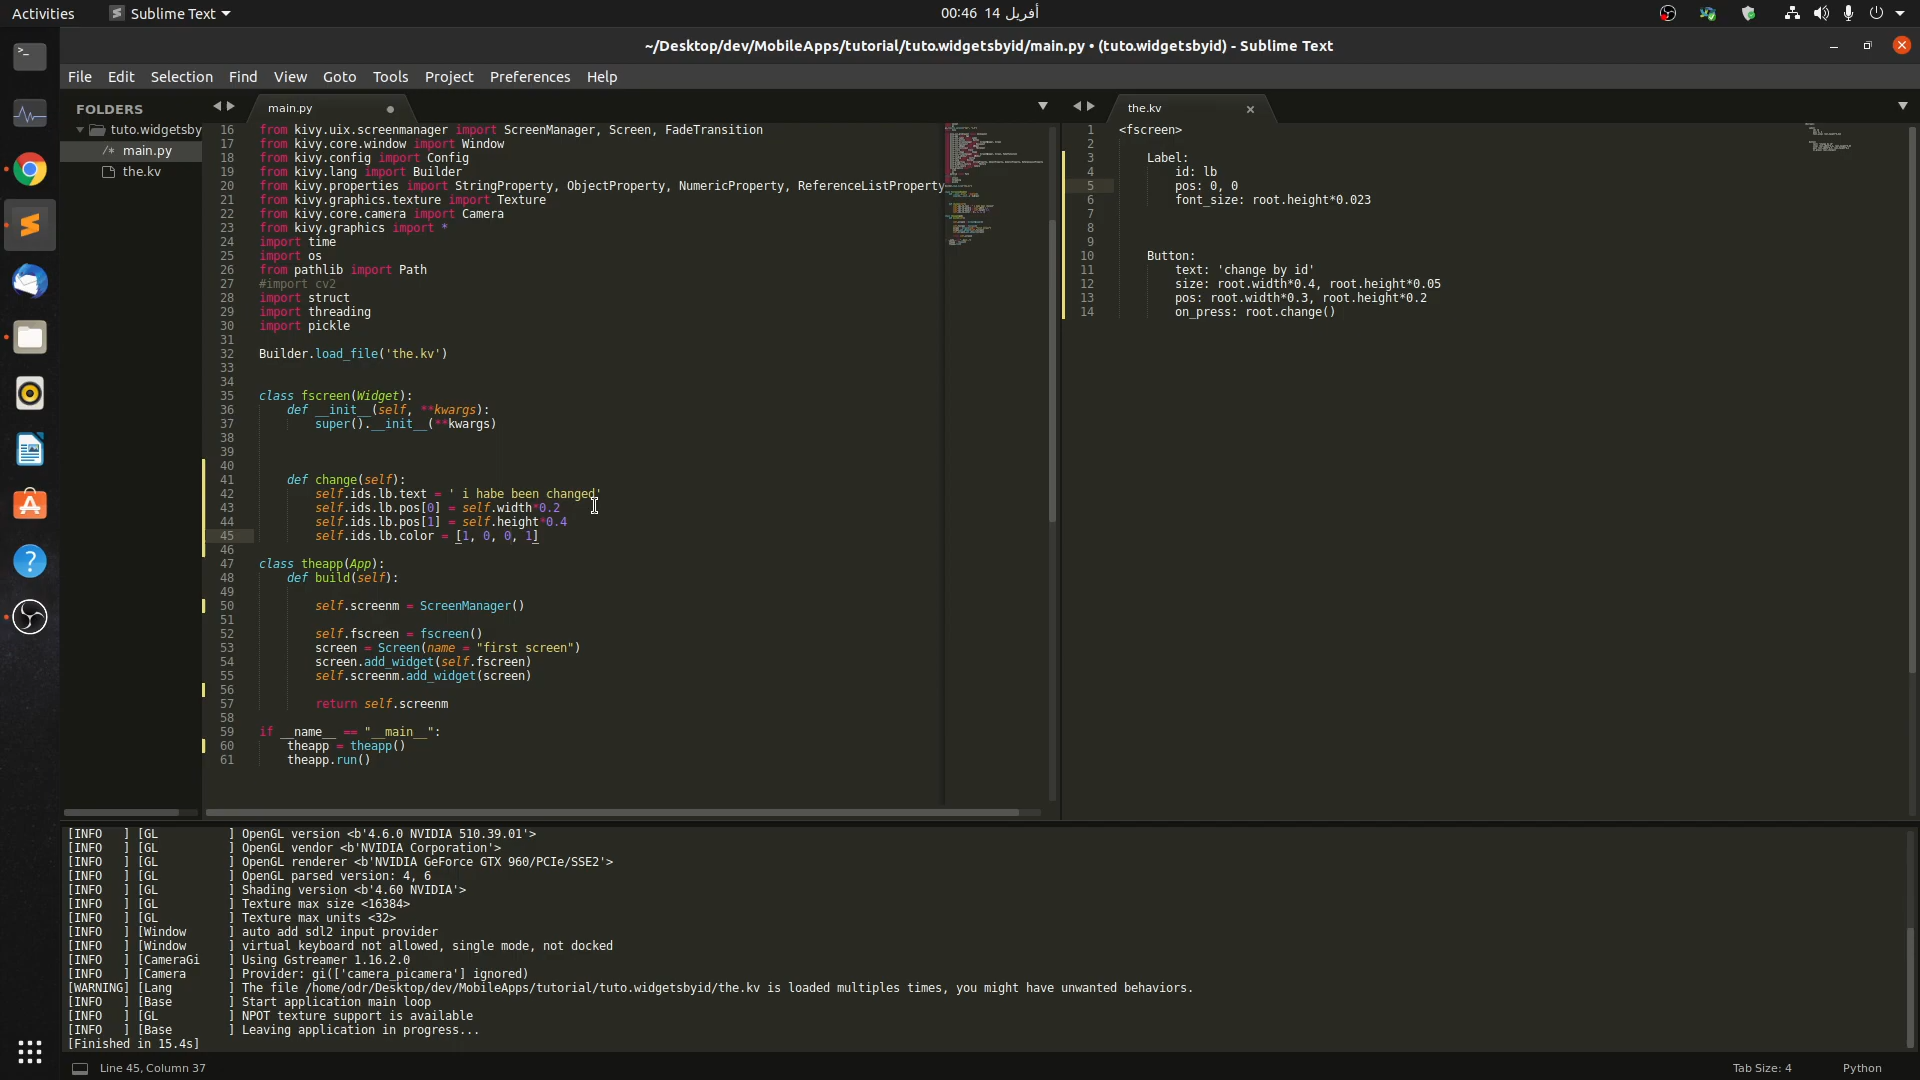 Activities
Sublime Text
00:46 14 أفريل
~/Desktop/dev/MobileApps/tutorial/tuto.widgetsbyid/main.py • (tuto.widgetsbyid) - Sublime Text
File Edit Selection Find View Goto Tools Project Preferences Help
FOLDERS
tuto.widgetsby
/* main.py
the.kv
main.py
16 from kivy.uix.screenmanager import ScreenManager, Screen, FadeTransition
17 from kivy.core.window import Window
18 from kivy.config import Config
19 from kivy.lang import Builder
20 from kivy.properties import StringProperty, ObjectProperty, NumericProperty, ReferenceListProperty
21 from kivy.graphics.texture import Texture
22 from kivy.core.camera import Camera
23 from kivy.graphics import *
24 import time
25 import os
26 from pathlib import Path
27 #import cv2
28 import struct
29 import threading
30 import pickle
31
32 Builder.load_file('the.kv')
33
34
35 class fscreen(Widget):
36     def __init__(self, **kwargs):
37         super().__init__(**kwargs)
38
39
40
41     def change(self):
42         self.ids.lb.text = ' i habe been changed'
43         self.ids.lb.pos[0] = self.width*0.2
44         self.ids.lb.pos[1] = self.height*0.4
45         self.ids.lb.color = [1, 0, 0, 1]
46
47 class theapp(App):
48     def build(self):
49
50         self.screenm = ScreenManager()
51
52         self.fscreen = fscreen()
53         screen = Screen(name = "first screen")
54         screen.add_widget(self.fscreen)
55         self.screenm.add_widget(screen)
56
57         return self.screenm
58
59 if __name__ == "__main__":
60     theapp = theapp()
61     theapp.run()
the.kv
1 <fscreen>
2
3     Label:
4         id: lb
5         pos: 0, 0
6         font_size: root.height*0.023
7
8
9
10     Button:
11         text: 'change by id'
12         size: root.width*0.4, root.height*0.05
13         pos: root.width*0.3, root.height*0.2
14         on_press: root.change()
[INFO   ] [GL          ] OpenGL version <b'4.6.0 NVIDIA 510.39.01'>
[INFO   ] [GL          ] OpenGL vendor <b'NVIDIA Corporation'>
[INFO   ] [GL          ] OpenGL renderer <b'NVIDIA GeForce GTX 960/PCIe/SSE2'>
[INFO   ] [GL          ] OpenGL parsed version: 4, 6
[INFO   ] [GL          ] Shading version <b'4.60 NVIDIA'>
[INFO   ] [GL          ] Texture max size <16384>
[INFO   ] [GL          ] Texture max units <32>
[INFO   ] [Window      ] auto add sdl2 input provider
[INFO   ] [Window      ] virtual keyboard not allowed, single mode, not docked
[INFO   ] [CameraGi    ] Using Gstreamer 1.16.2.0
[INFO   ] [Camera      ] Provider: gi(['camera_picamera'] ignored)
[WARNING] [Lang        ] The file /home/odr/Desktop/dev/MobileApps/tutorial/tuto.widgetsbyid/the.kv is loaded multiples times, you might have unwanted behaviors.
[INFO   ] [Base        ] Start application main loop
[INFO   ] [GL          ] NPOT texture support is available
[INFO   ] [Base        ] Leaving application in progress...
[Finished in 15.4s]
Line 45, Column 37
Tab Size: 4
Python